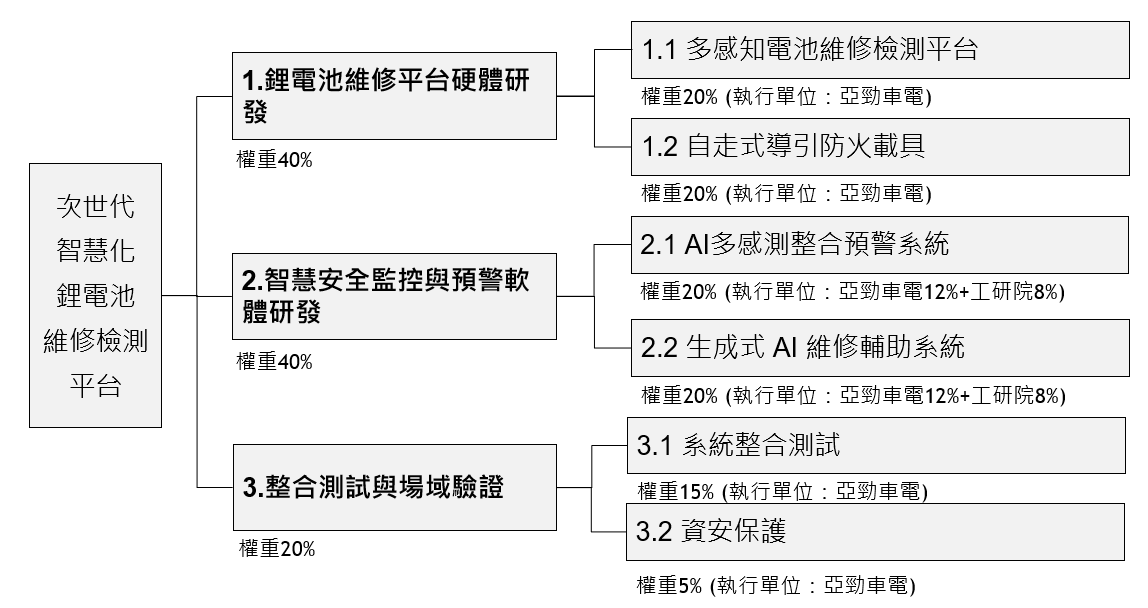 次世代
智慧化
鋰電池
維修檢測
平台
1.鋰電池維修平台硬體研
發
權重40%
1.1 多感知電池維修檢測平台
權重20% (執行單位：亞勁車電)
1.2 自走式導引防火載具
權重20% (執行單位：亞勁車電)
2.智慧安全監控與預警軟
體研發
權重40%
2.1 AI多感測整合預警系統
權重20% (執行單位：亞勁車電12%+工研院8%)
2.2 生成式 AI 維修輔助系統
權重20% (執行單位：亞勁車電12%+工研院8%)
3.整合測試與場域驗證
權重20%
3.1 系統整合測試
權重15% (執行單位：亞勁車電)
3.2 資安保護
權重5% (執行單位：亞勁車電)